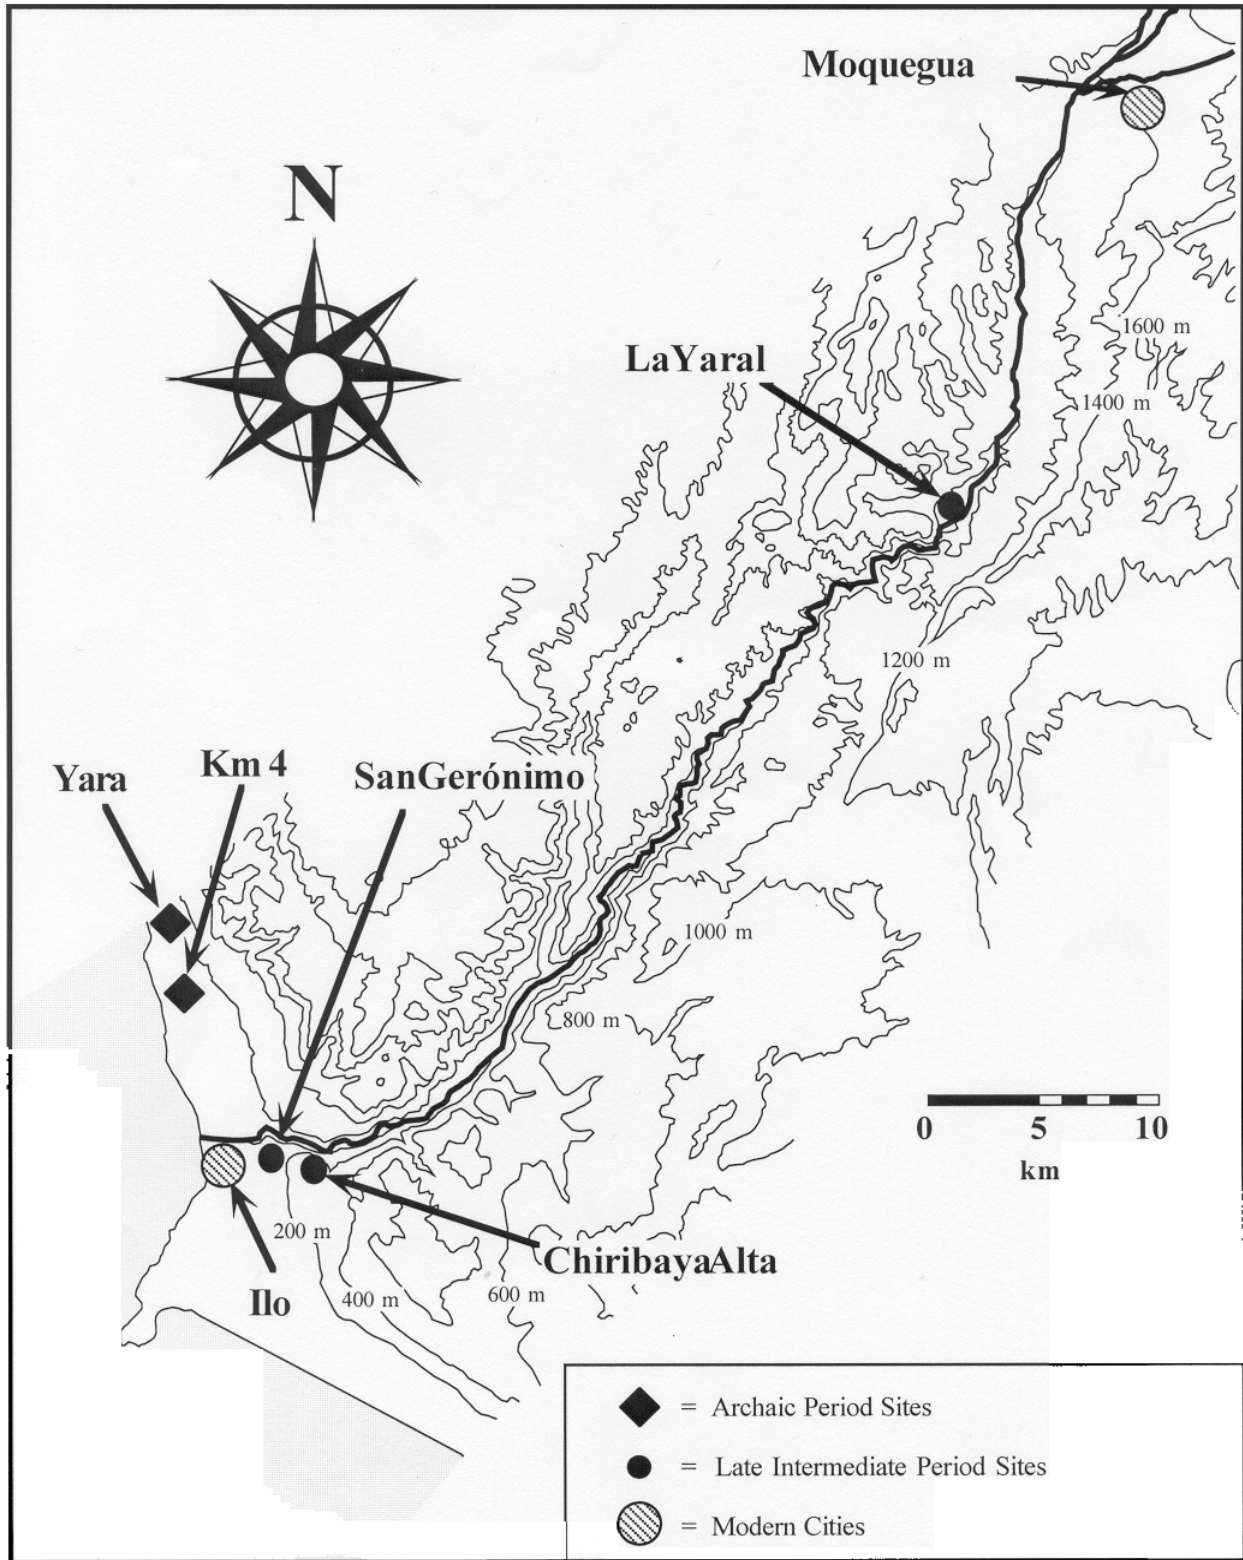 Moquegua
N
1600 m
LaYaral
1400 m
1200 m
Km 4
Yara
SanGerónimo
1000 m
800 m
0 5 10
km
200 m
ChiribayaAlta
400 m
600 m
Ilo
= Archaic Period Sites
= Late Intermediate Period Sites
= Modern Cities